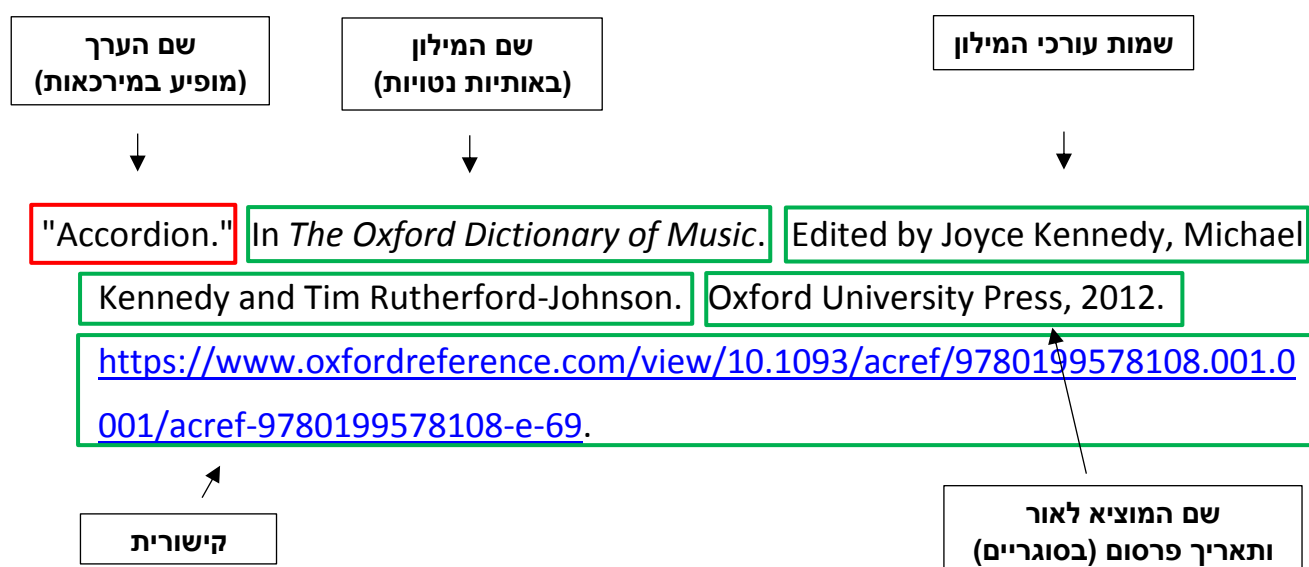 שם הערך
(מופיע במירכאות)
שם המילון
(באותיות נטויות)
שמות עורכי המילון
"Accordion." In The Oxford Dictionary of Music. Edited by Joyce Kennedy, Michael
Kennedy and Tim Rutherford-Johnson. Oxford University Press, 2012.
https://www.oxfordreference.com/view/10.1093/acref/9780199578108.001.0
001/acref-9780199578108-e-69.
קישורית
שם המוציא לאור
ותאריך פרסום (בסוגריים)